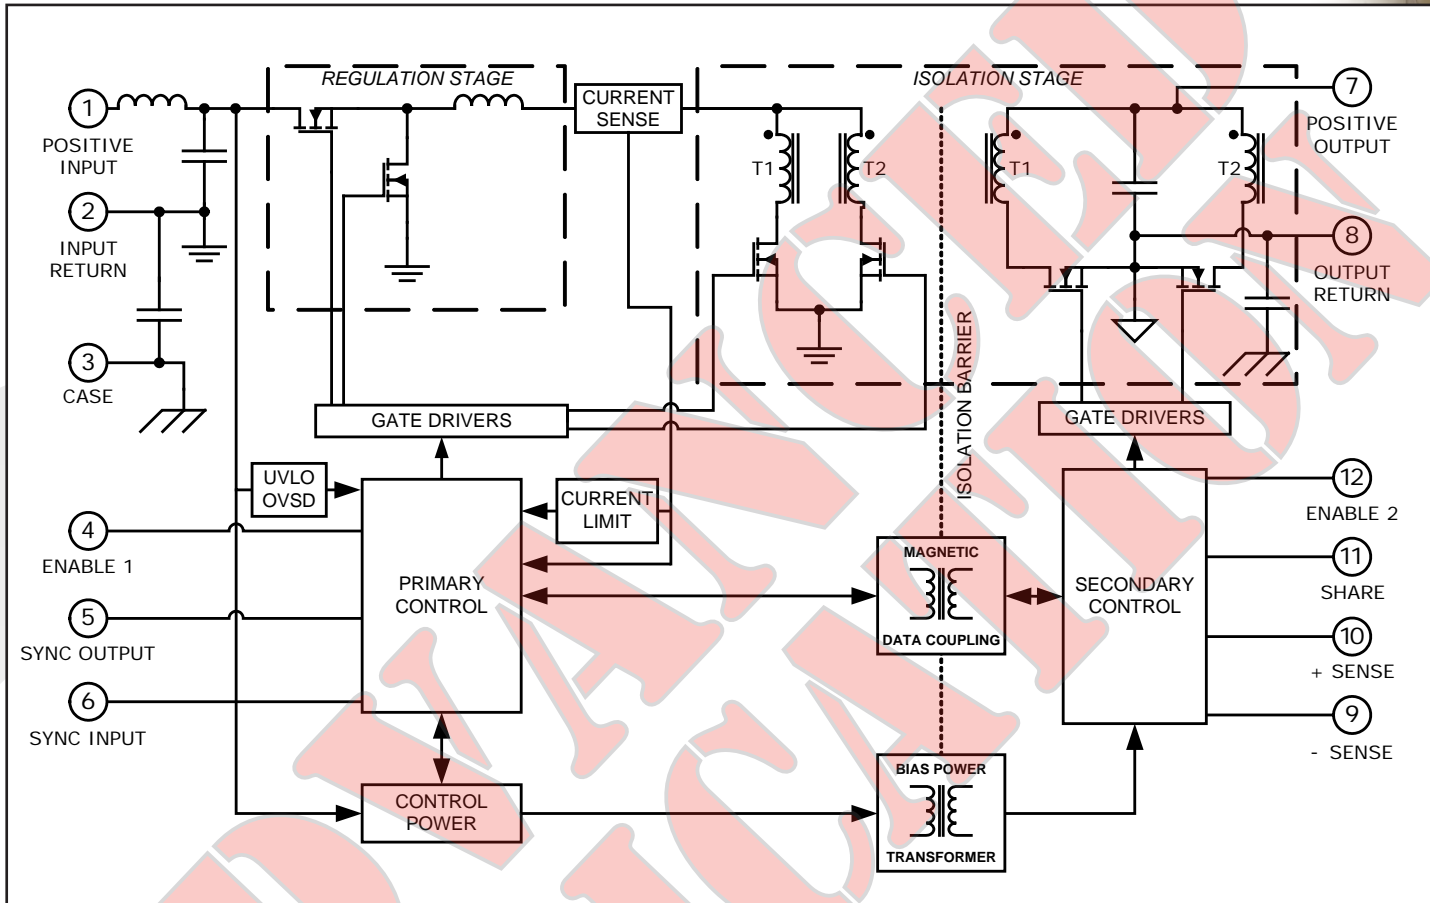 REGULATION STAGE
ISOLATION STAGE
1
POSITIVE
INPUT
CURRENT
SENSE
7
POSITIVE
OUTPUT
T1
T2
T1
T2
2
INPUT
RETURN
8
OUTPUT
RETURN
3
CASE
ISOLATION BARRIER
GATE DRIVERS
GATE DRIVERS
UVLO
OVSD
CURRENT
LIMIT
12
ENABLE 2
4
ENABLE 1
PRIMARY
CONTROL
MAGNETIC
DATA COUPLING
SECONDARY
CONTROL
11
SHARE
5
SYNC OUTPUT
10
+ SENSE
6
SYNC INPUT
9
- SENSE
CONTROL
POWER
BIAS POWER
TRANSFORMER